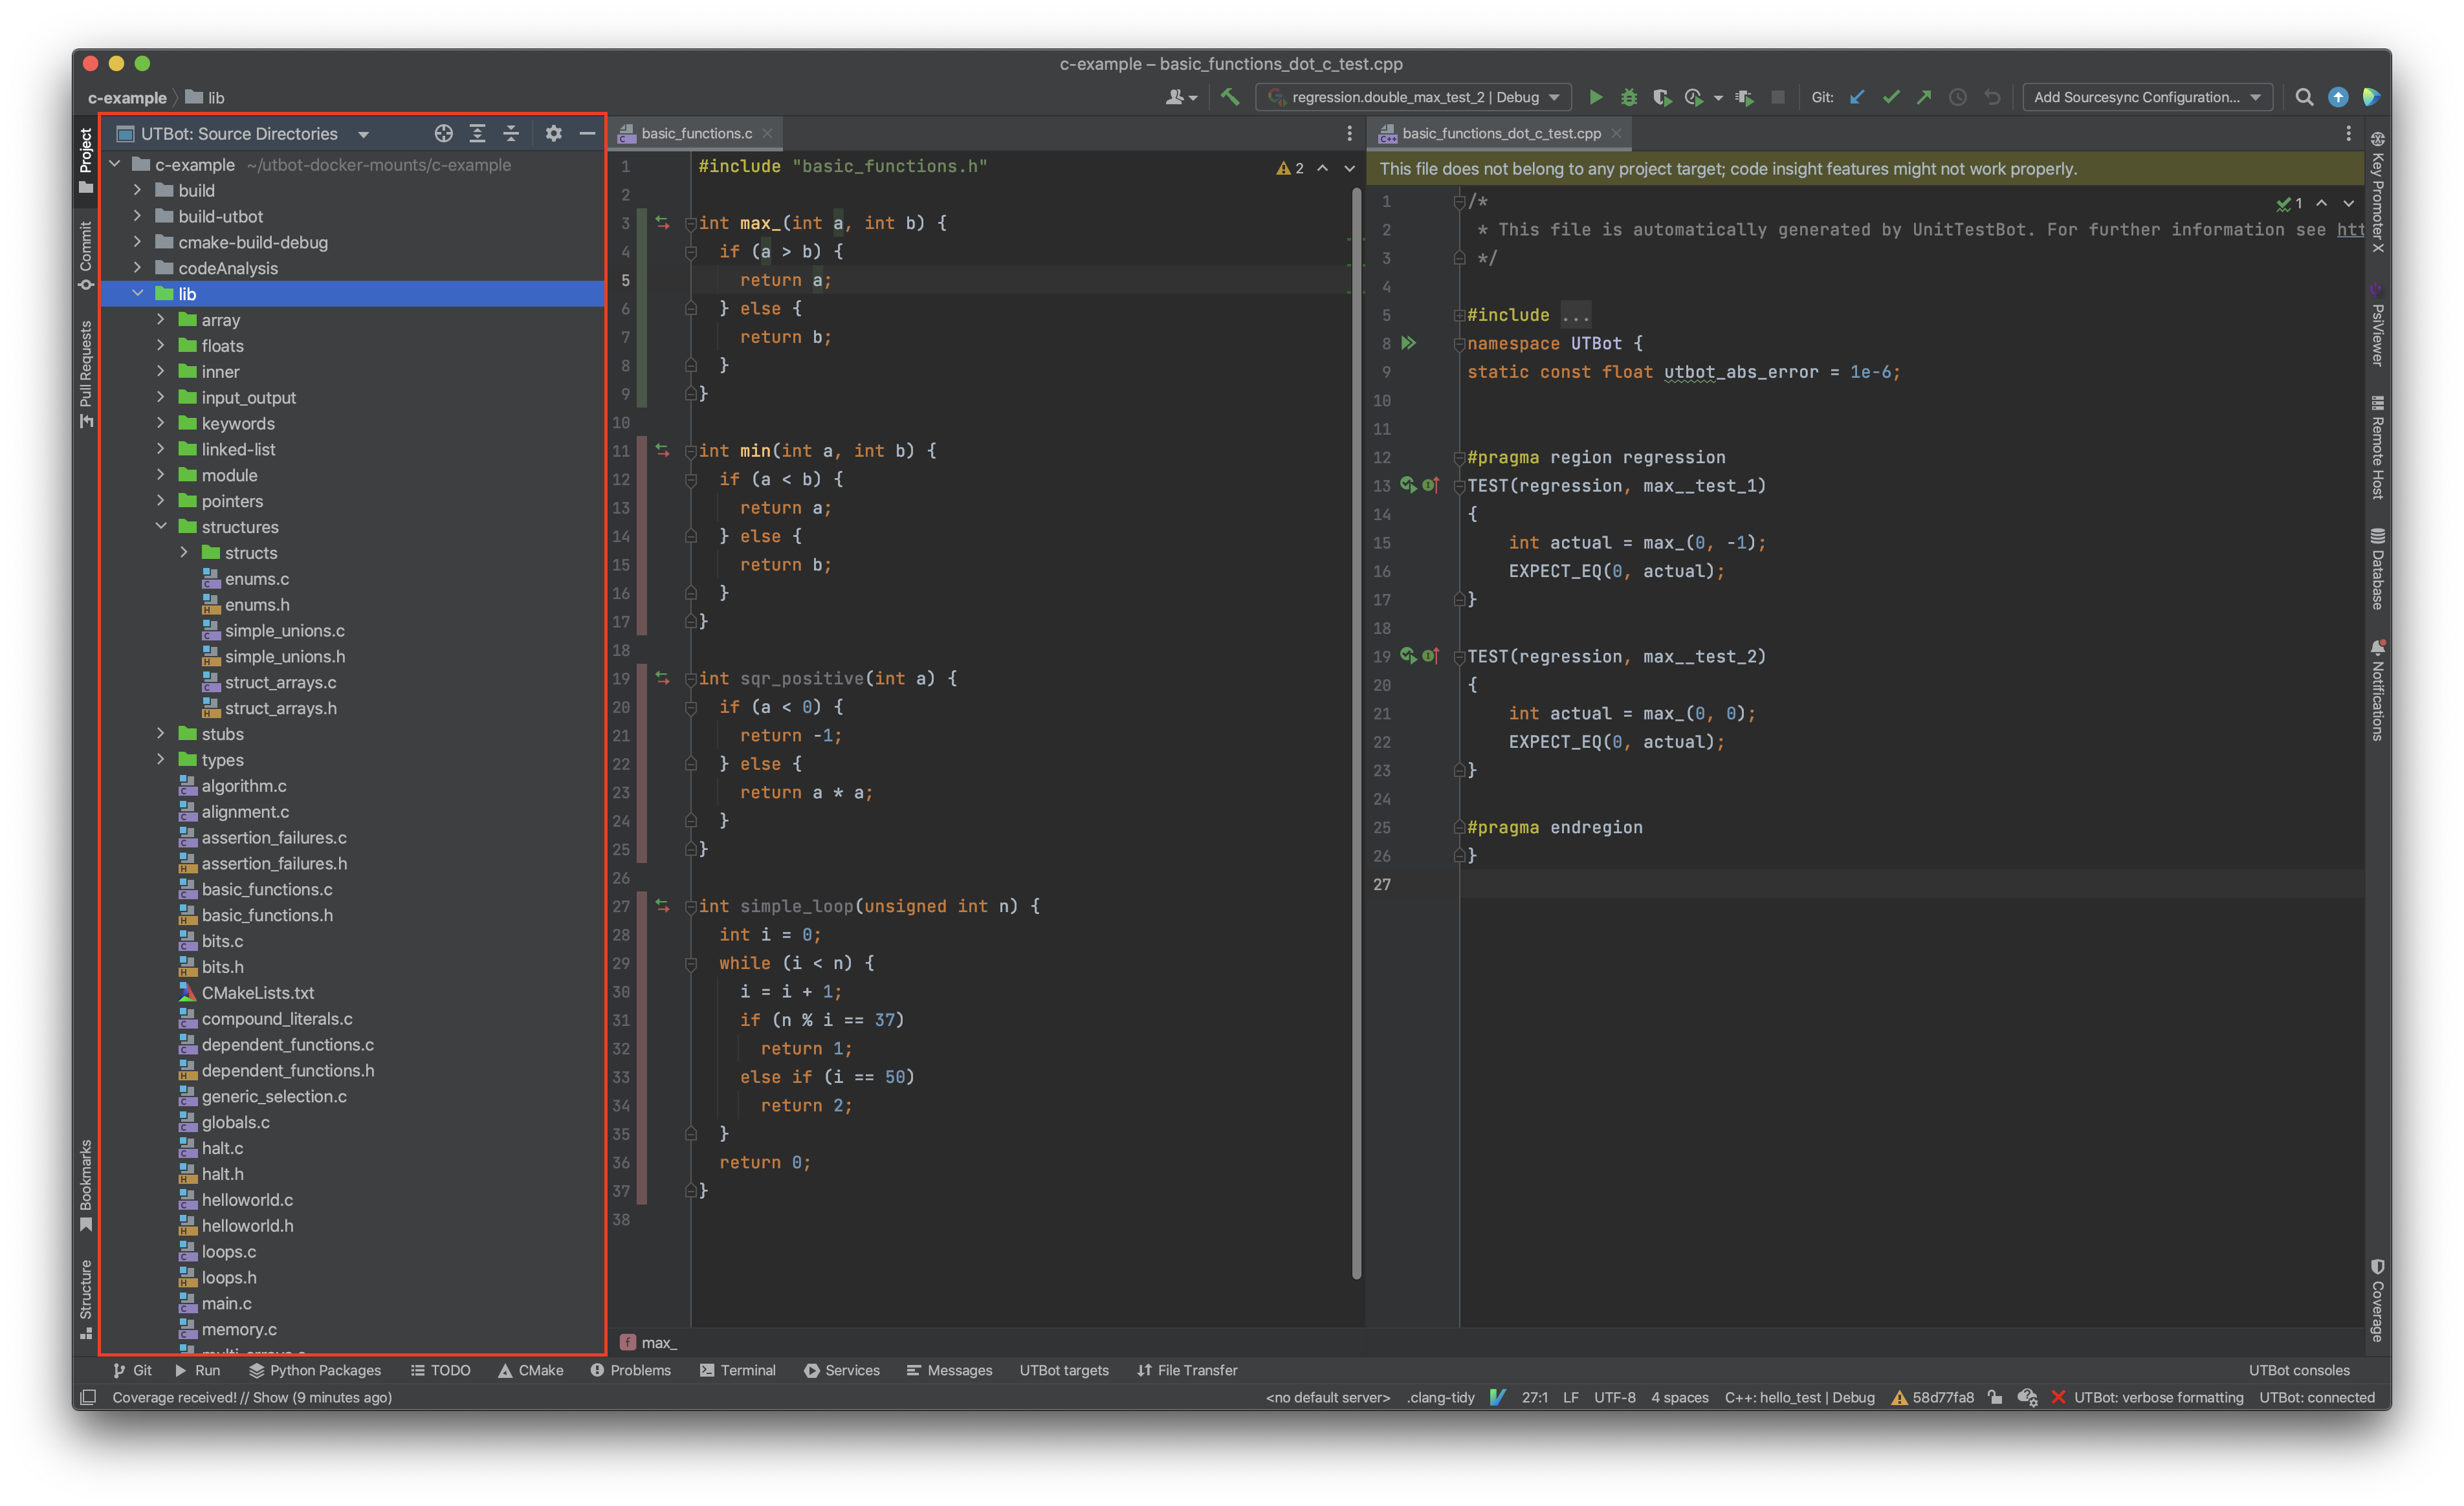 c-example – basic_functions_dot_c_test.cpp
c-example lib
regression.double_max_test_2 | Debug
Git:
Add Sourcesync Configuration...
Project
Commit
Pull Requests
Bookmarks
Structure
UTBot: Source Directories
c-example ~/utbot-docker-mounts/c-example
build
build-utbot
cmake-build-debug
codeAnalysis
lib
array
floats
inner
input_output
keywords
linked-list
module
pointers
structures
structs
enums.c
enums.h
simple_unions.c
simple_unions.h
struct_arrays.c
struct_arrays.h
stubs
types
algorithm.c
alignment.c
assertion_failures.c
assertion_failures.h
basic_functions.c
basic_functions.h
bits.c
bits.h
CMakeLists.txt
compound_literals.c
dependent_functions.c
dependent_functions.h
generic_selection.c
globals.c
halt.c
halt.h
helloworld.c
helloworld.h
loops.c
loops.h
main.c
memory.c
basic_functions.c
2
1 #include "basic_functions.h"
2
3 int max_(int a, int b) {
4 if (a > b) {
5 return a;
6 } else {
7 return b;
8 }
9 }
10
11 int min(int a, int b) {
12 if (a < b) {
13 return a;
14 } else {
15 return b;
16 }
17 }
18
19 int sqr_positive(int a) {
20 if (a < 0) {
21 return -1;
22 } else {
23 return a * a;
24 }
25 }
26
27 int simple_loop(unsigned int n) {
28 int i = 0;
29 while (i < n) {
30 i = i + 1;
31 if (n % i == 37)
32 return 1;
33 else if (i == 50)
34 return 2;
35 }
36 return 0;
37 }
38
f max_
basic_functions_dot_c_test.cpp
This file does not belong to any project target; code insight features might not work properly.
1
1 /*
2 * This file is automatically generated by UnitTestBot. For further information see htt
3 */
4
5 #include ...
8 namespace UTBot {
9 static const float utbot_abs_error = 1e-6;
10
11
12 #pragma region regression
13 TEST(regression, max__test_1)
14 {
15 int actual = max_(0, -1);
16 EXPECT_EQ(0, actual);
17 }
18
19 TEST(regression, max__test_2)
20 {
21 int actual = max_(0, 0);
22 EXPECT_EQ(0, actual);
23 }
24
25 #pragma endregion
26 }
27
Key Promoter X
PsiViewer
Remote Host
Database
Notifications
Coverage
Git Run Python Packages TODO CMake Problems Terminal Services Messages UTBot targets File Transfer UTBot consoles
Coverage received! // Show (9 minutes ago) <no default server> .clang-tidy 27:1 LF UTF-8 4 spaces C++: hello_test | Debug 58d77fa8 UTBot: verbose formatting UTBot: connected